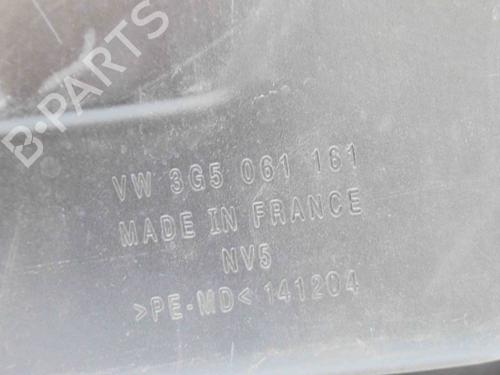 B-PARTS
VW 3G5 061 161
MADE IN FRANCE
NV5
>PE-MD< 141204